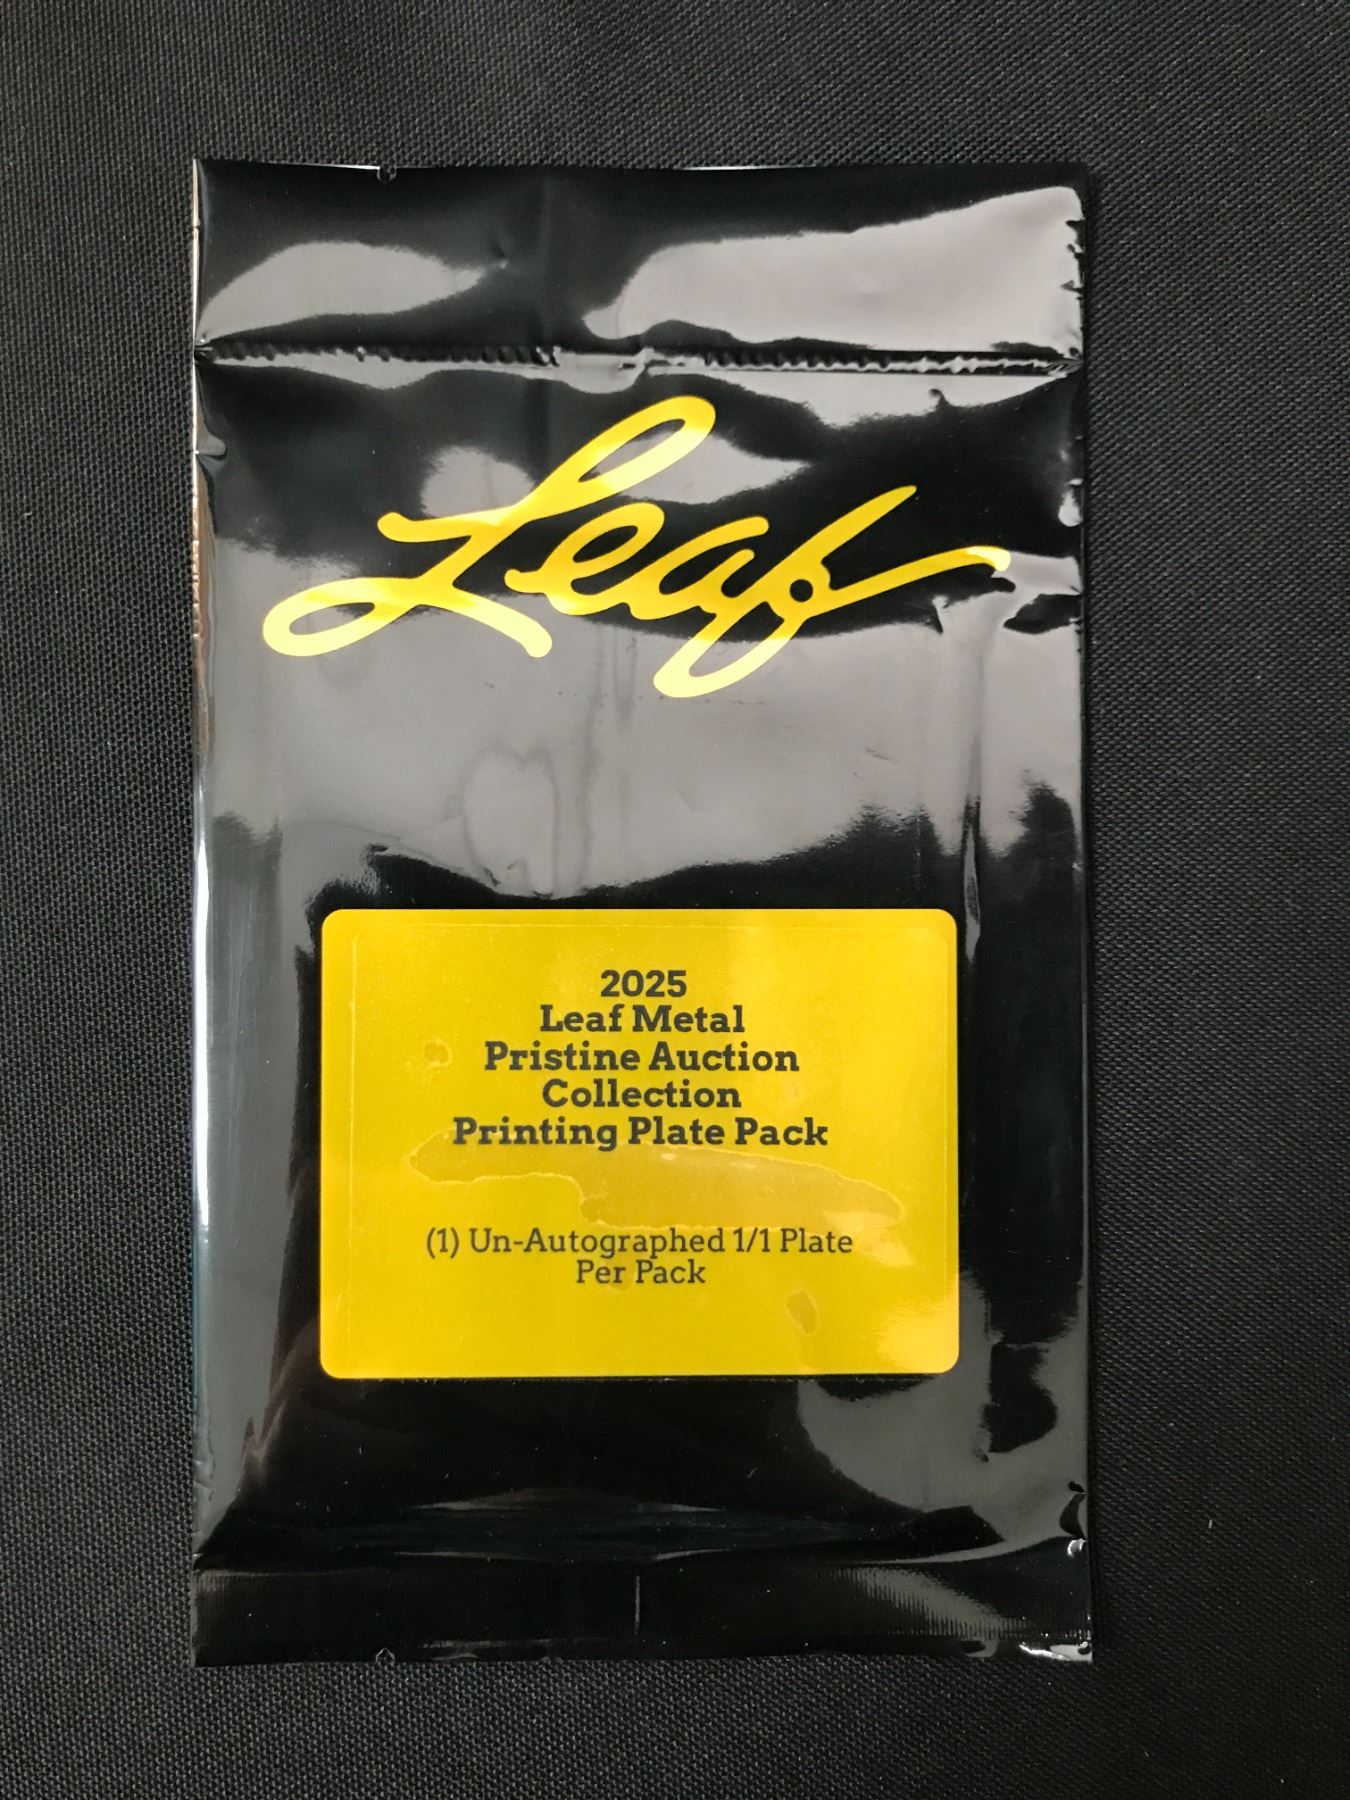 Leaf
2025
Leaf Metal
Pristine Auction
Collection
Printing Plate Pack
(1) Un-Autographed 1/1 Plate
Per Pack